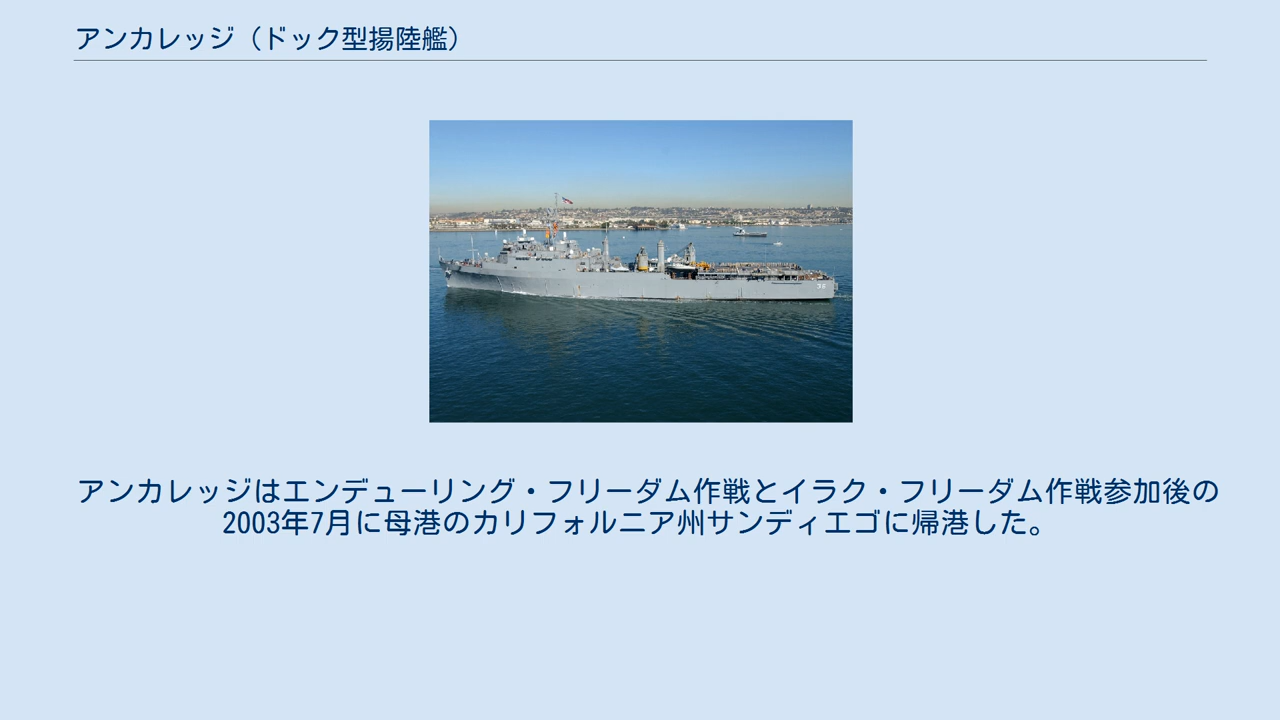 アンカレッジ（ドック型揚陸艦）
36
アンカレッジはエンデューリング・フリーダム作戦とイラク・フリーダム作戦参加後の
2003年7月に母港のカリフォルニア州サンディエゴに帰港した。